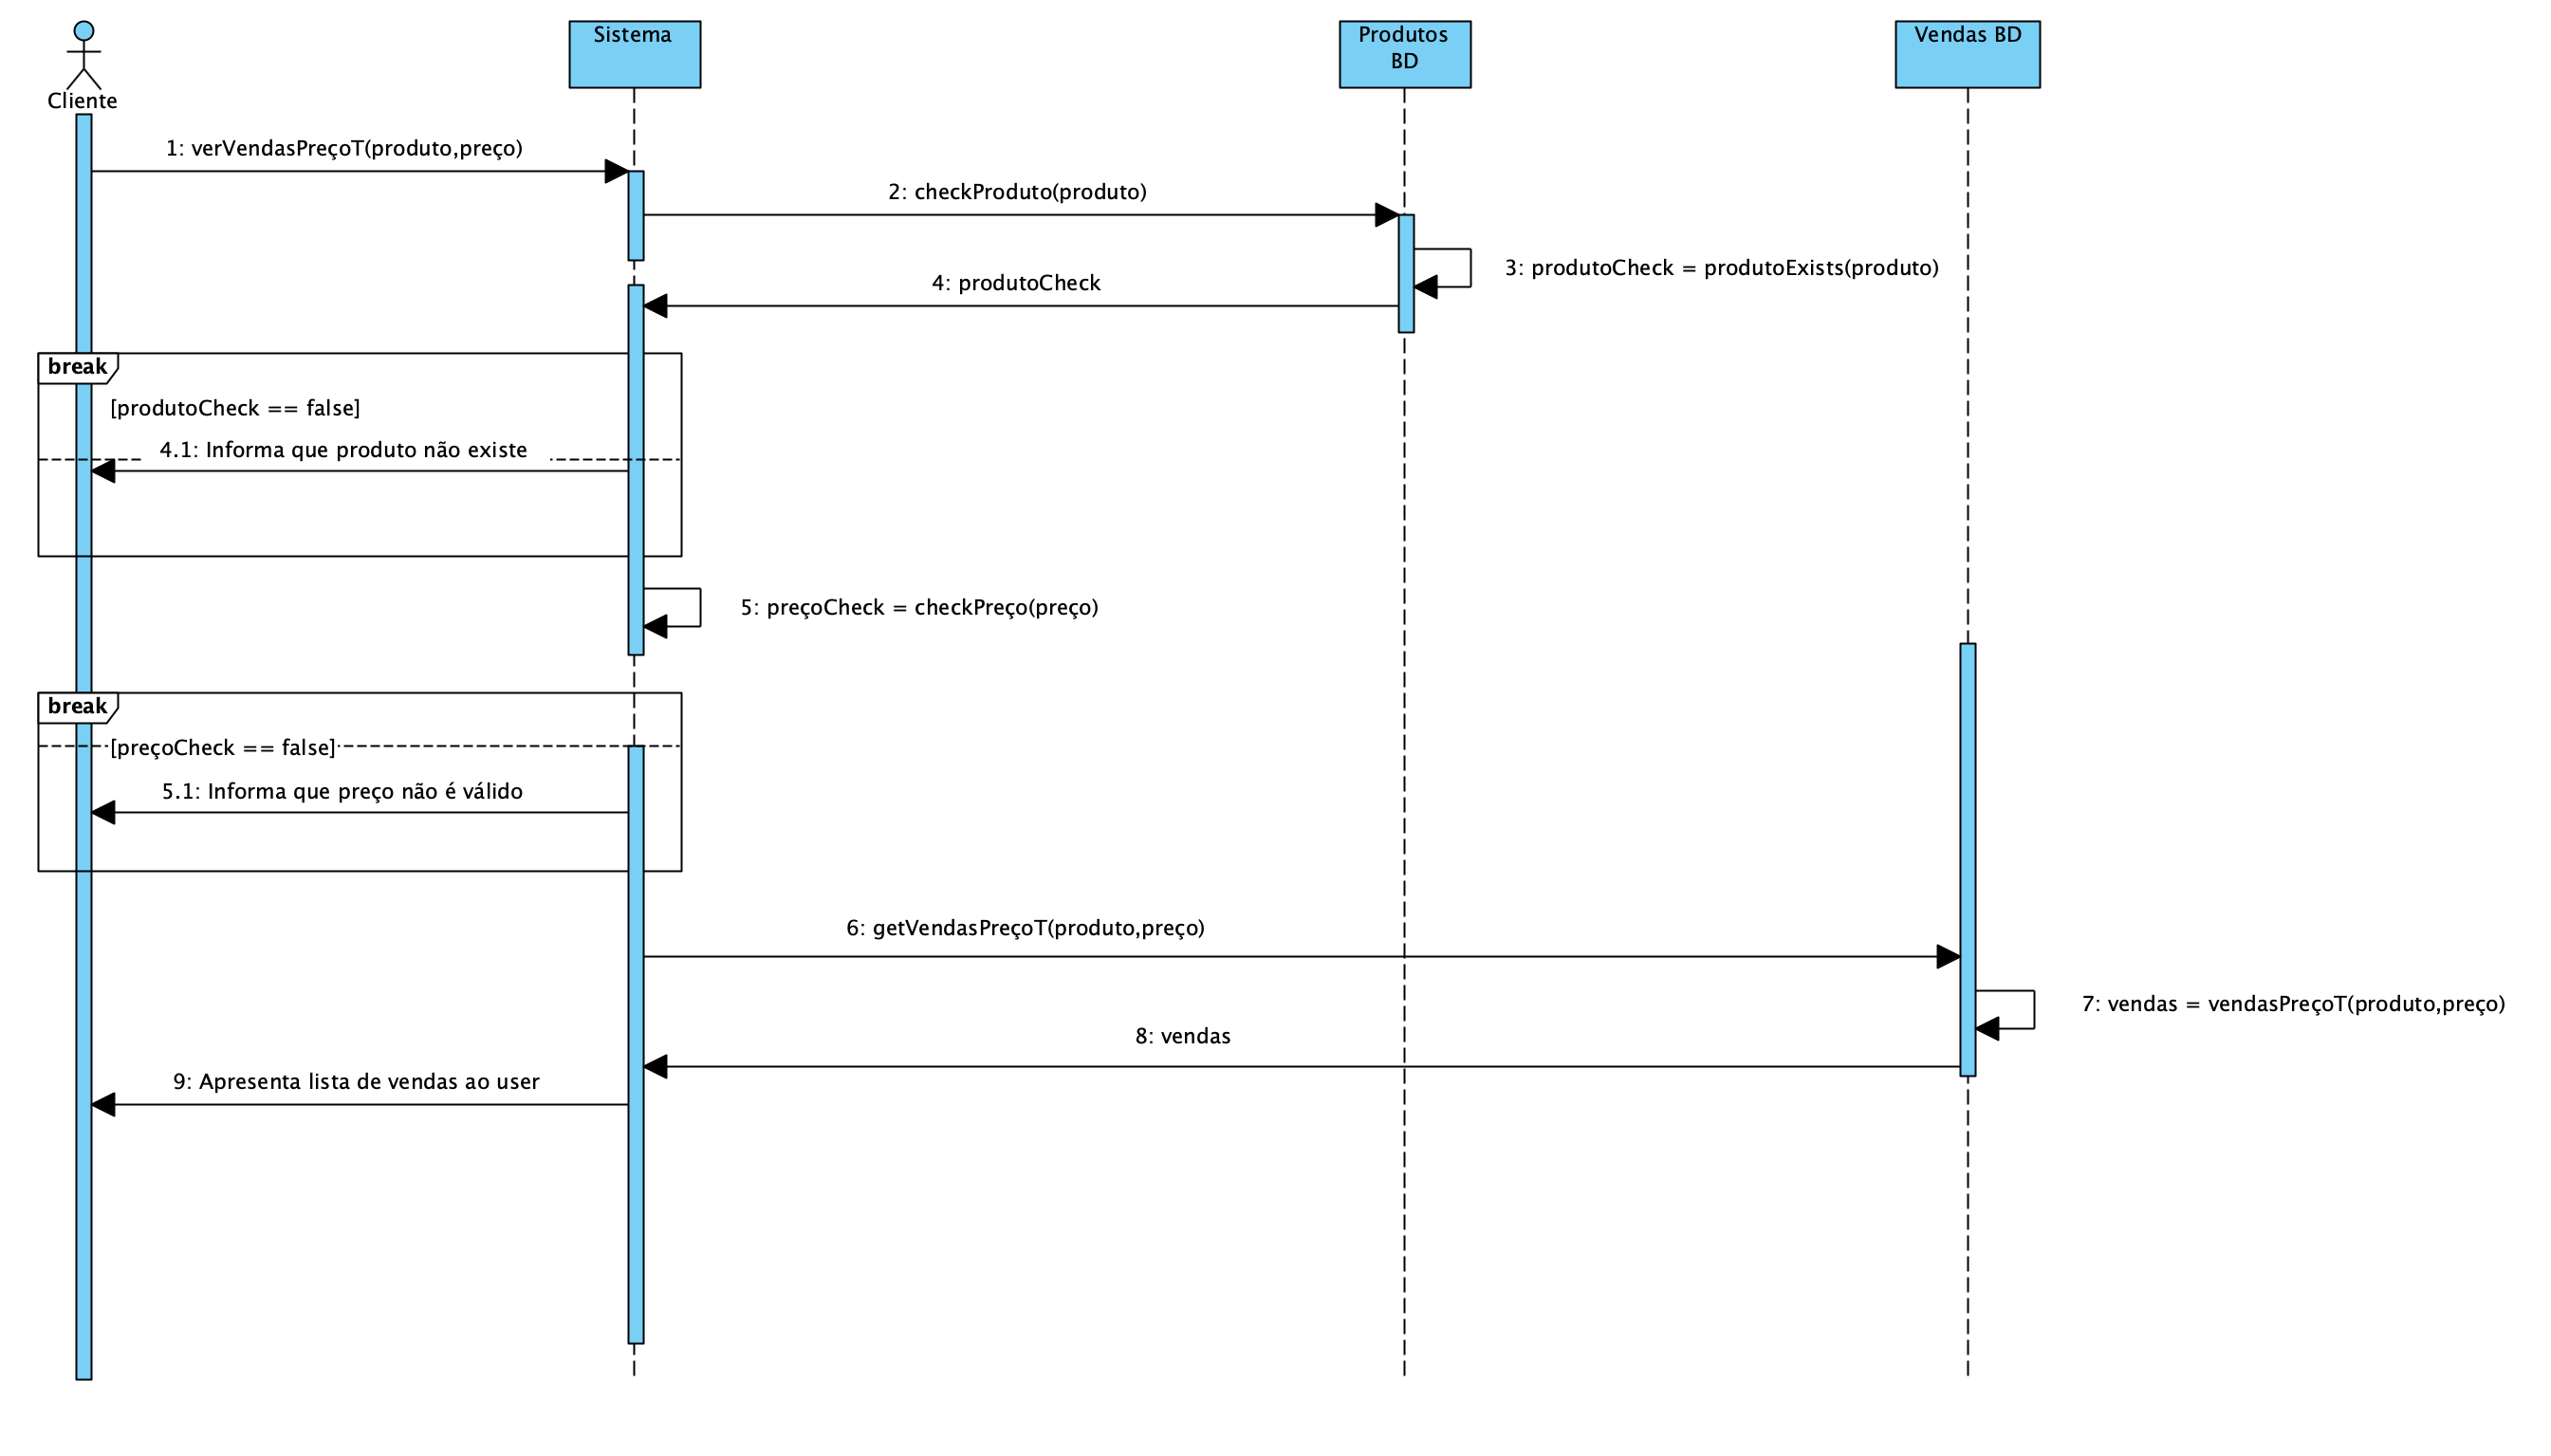 Cliente
Sistema
Produtos
BD
Vendas BD
1: verVendasPreçoT(produto,preço)
2: checkProduto(produto)
3: produtoCheck = produtoExists(produto)
4: produtoCheck
break
[produtoCheck == false]
4.1: Informa que produto não existe
5: preçoCheck = checkPreço(preço)
break
[preçoCheck == false]
5.1: Informa que preço não é válido
6: getVendasPreçoT(produto,preço)
7: vendas = vendasPreçoT(produto,preço)
8: vendas
9: Apresenta lista de vendas ao user